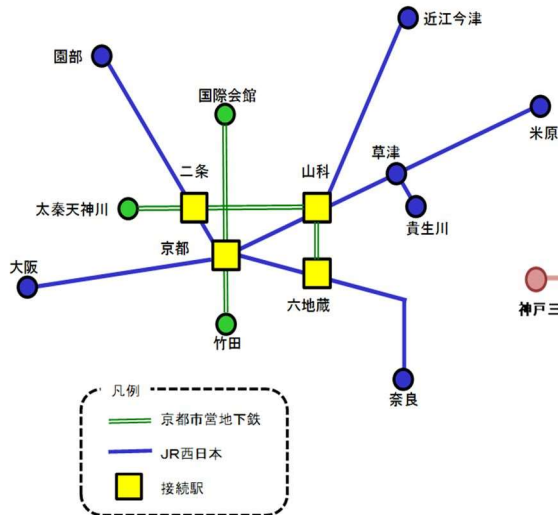 近江今津
園部
国際会館
米原
草津
二条
山科
太秦天神川
貴生川
京都
大阪
六地蔵
神戸三
竹田
奈良
凡例
京都市営地下鉄
JR西日本
接続駅